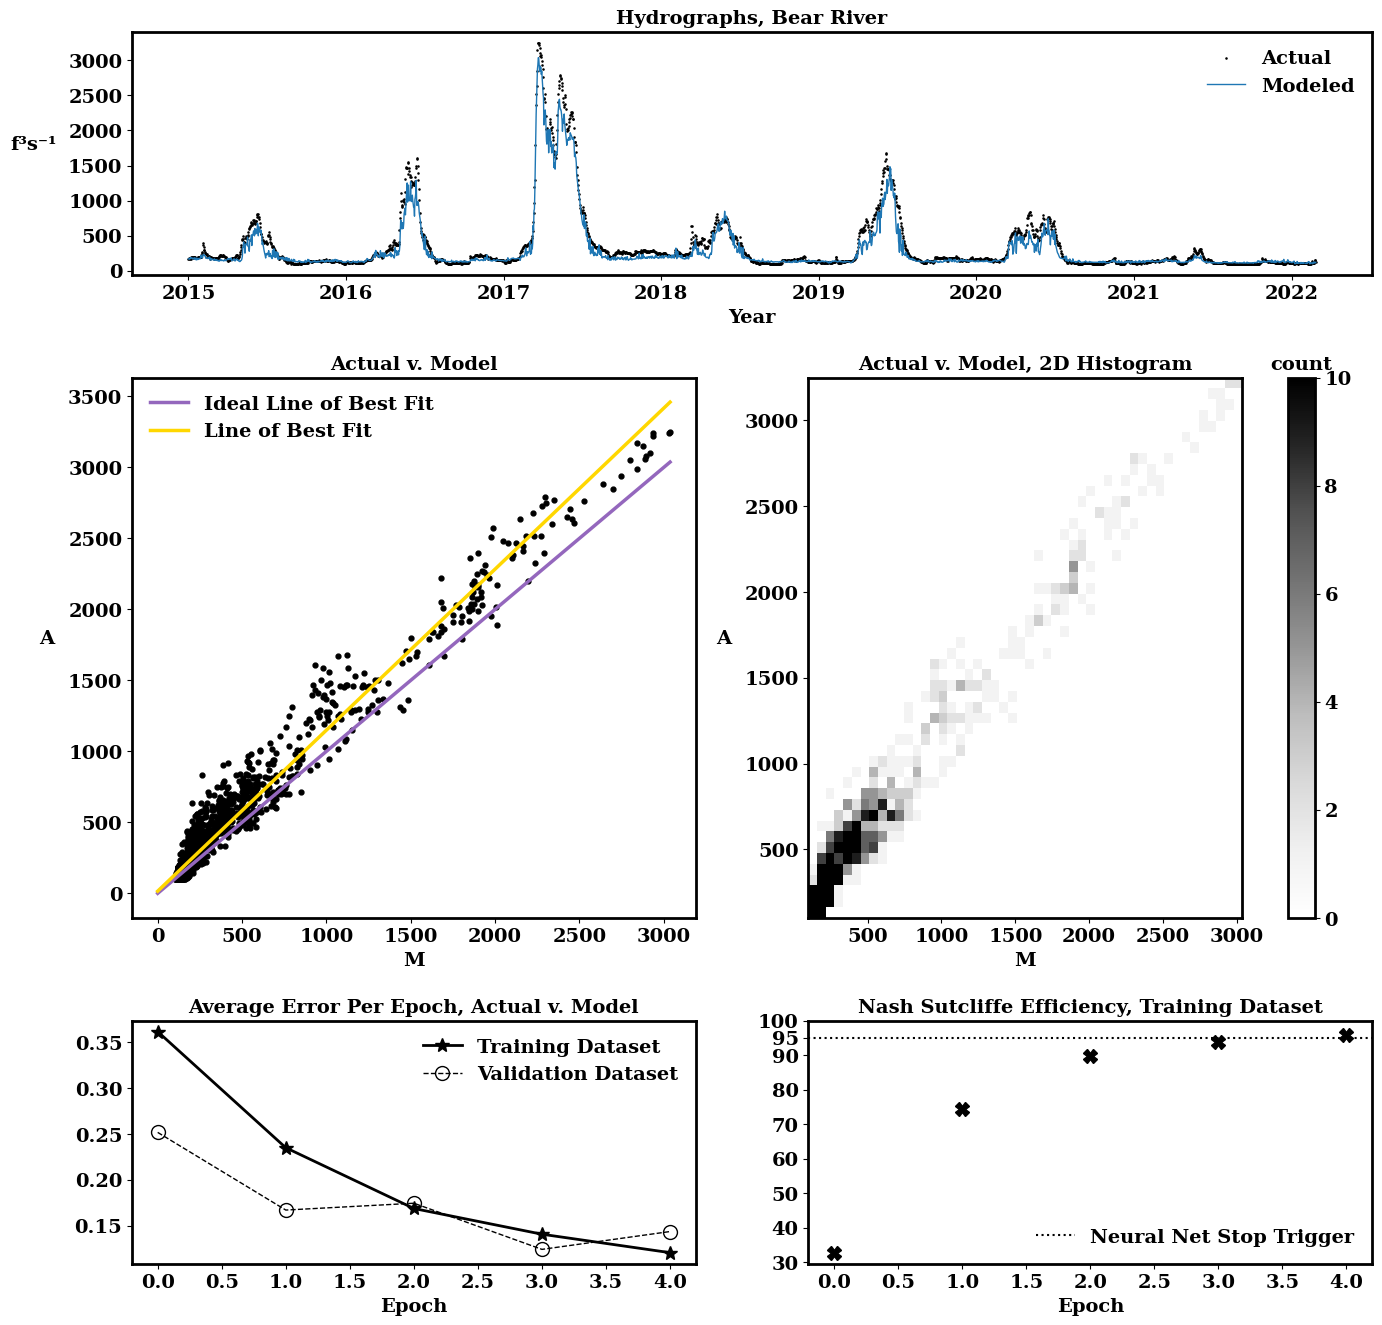 Hydrographs, Bear River
3000
2500
2000
1500
1000
500
0
f³s⁻¹
Actual
Modeled
2015 2016 2017 2018 2019 2020 2021 2022
Year
Actual v. Model
3500
3000
2500
2000
1500
1000
500
0
A
Ideal Line of Best Fit
Line of Best Fit
0 500 1000 1500 2000 2500 3000
M
Actual v. Model, 2D Histogram
3000
2500
2000
1500
1000
500
A
500 1000 1500 2000 2500 3000
M
count
10
8
6
4
2
0
Average Error Per Epoch, Actual v. Model
0.35
0.30
0.25
0.20
0.15
Training Dataset
Validation Dataset
0.0 0.5 1.0 1.5 2.0 2.5 3.0 3.5 4.0
Epoch
Nash Sutcliffe Efficiency, Training Dataset
100
95
90
80
70
60
50
40
30
Neural Net Stop Trigger
0.0 0.5 1.0 1.5 2.0 2.5 3.0 3.5 4.0
Epoch